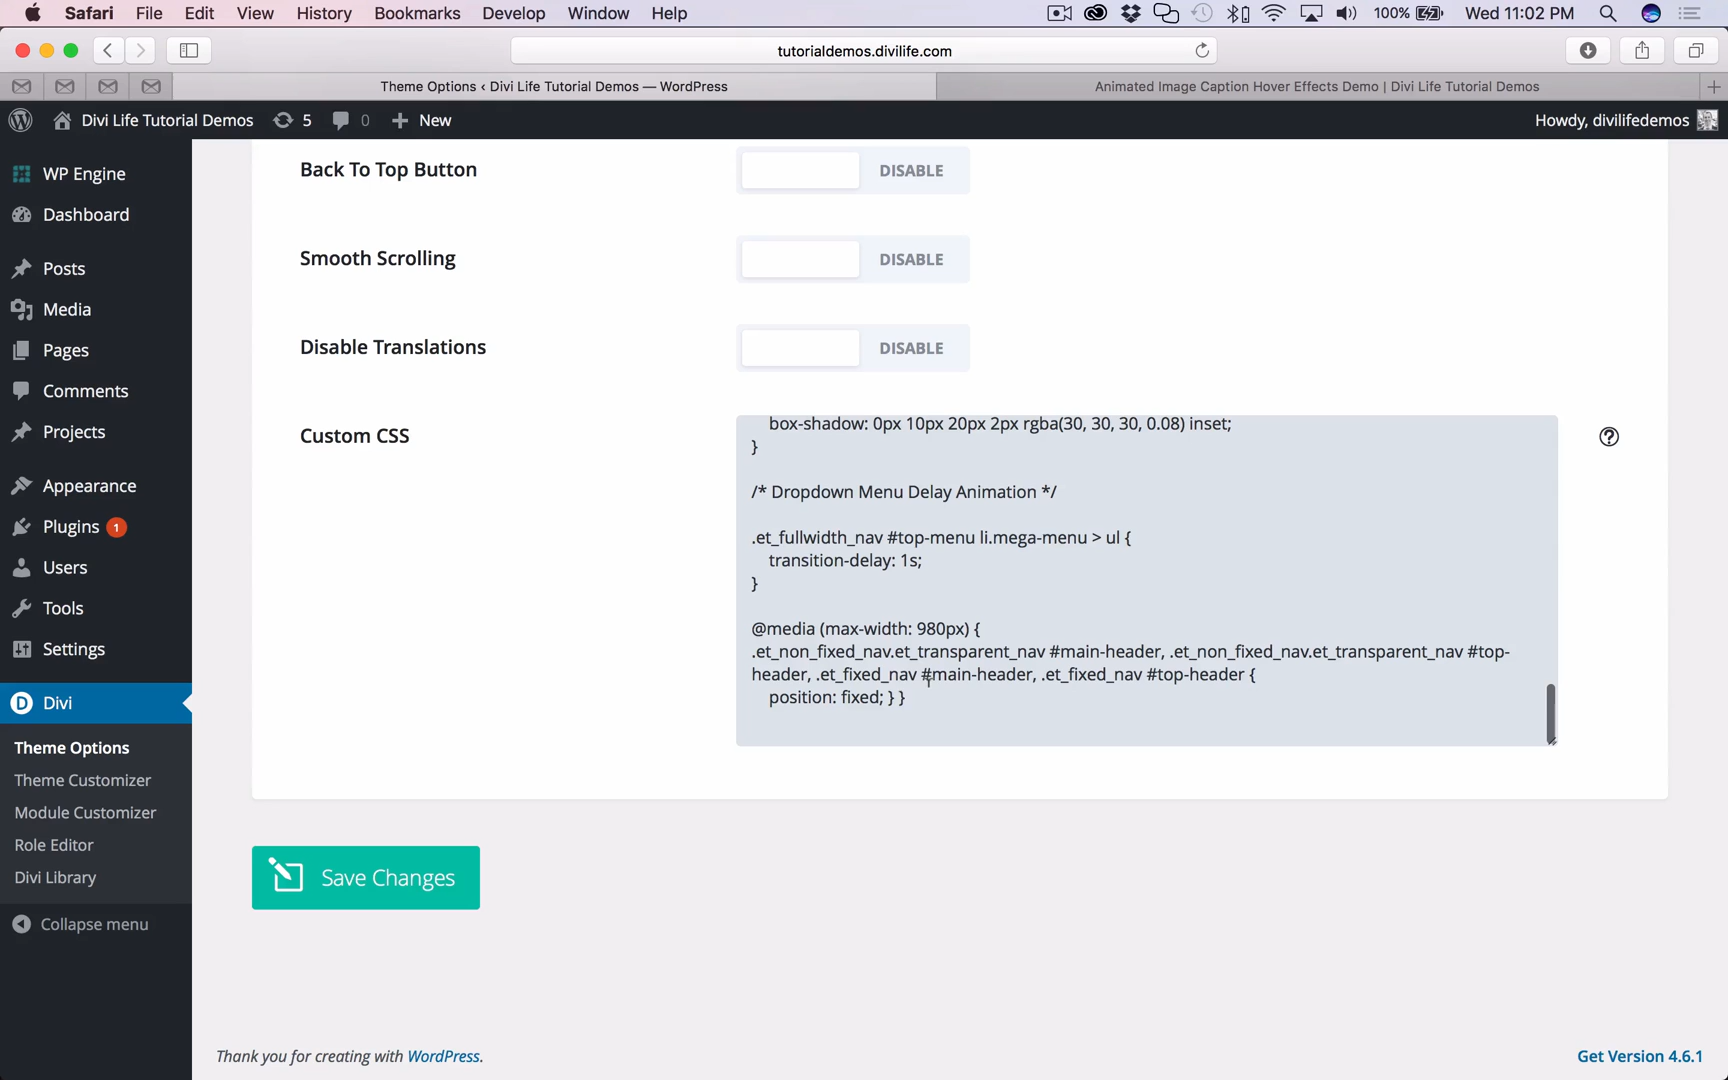 Safari File Edit View History Bookmarks Develop Window Help 100% Wed 11:02 PM
tutorialdemos.divilife.com
Theme Options ‹ Divi Life Tutorial Demos — WordPress
Animated Image Caption Hover Effects Demo | Divi Life Tutorial Demos
Divi Life Tutorial Demos 5 0 New Howdy, divilifedemos
WP Engine
Dashboard
Posts
Media
Pages
Comments
Projects
Appearance
Plugins 1
Users
Tools
Settings
Divi
Theme Options
Theme Customizer
Module Customizer
Role Editor
Divi Library
Collapse menu
Back To Top Button DISABLE
Smooth Scrolling DISABLE
Disable Translations DISABLE
Custom CSS
box-shadow: 0px 10px 20px 2px rgba(30, 30, 30, 0.08) inset;
}
/* Dropdown Menu Delay Animation */
.et_fullwidth_nav #top-menu li.mega-menu > ul {
transition-delay: 1s;
}
@media (max-width: 980px) {
.et_non_fixed_nav.et_transparent_nav #main-header, .et_non_fixed_nav.et_transparent_nav #top-
header, .et_fixed_nav #main-header, .et_fixed_nav #top-header {
position: fixed; } }
Save Changes
Thank you for creating with WordPress.
Get Version 4.6.1